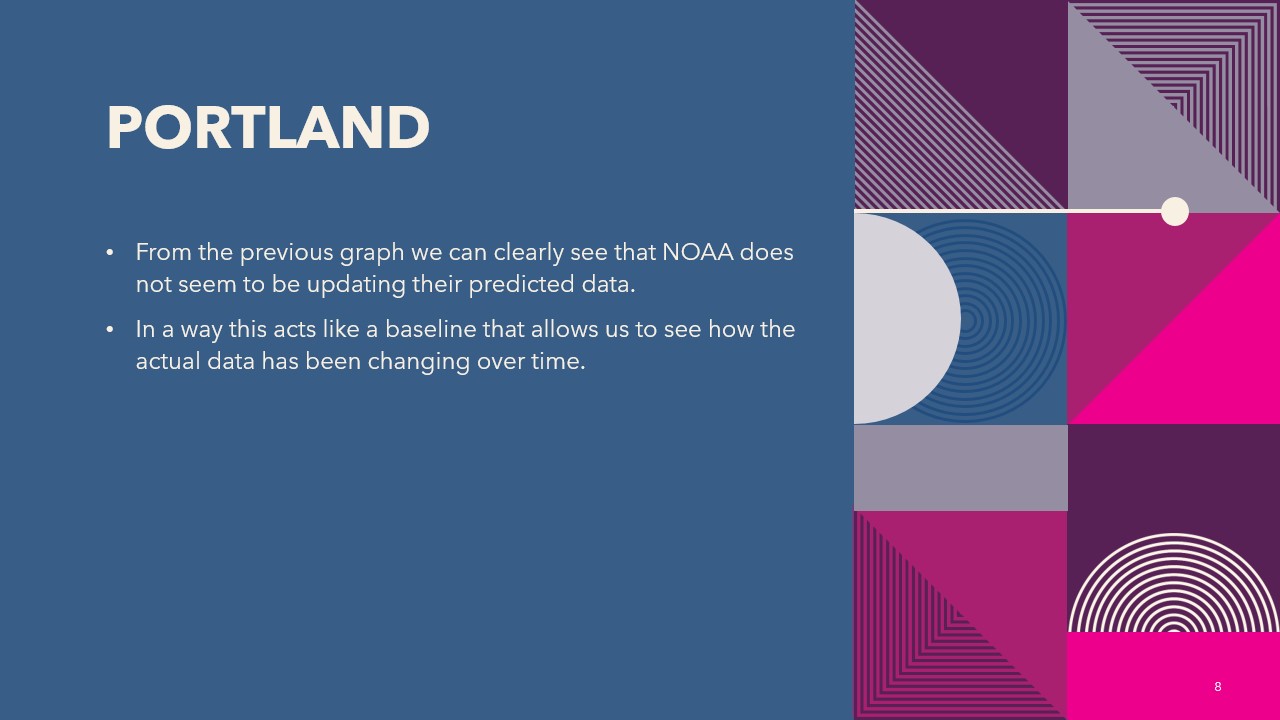 PORTLAND
• From the previous graph we can clearly see that NOAA does
not seem to be updating their predicted data.
• In a way this acts like a baseline that allows us to see how the
actual data has been changing over time.
8